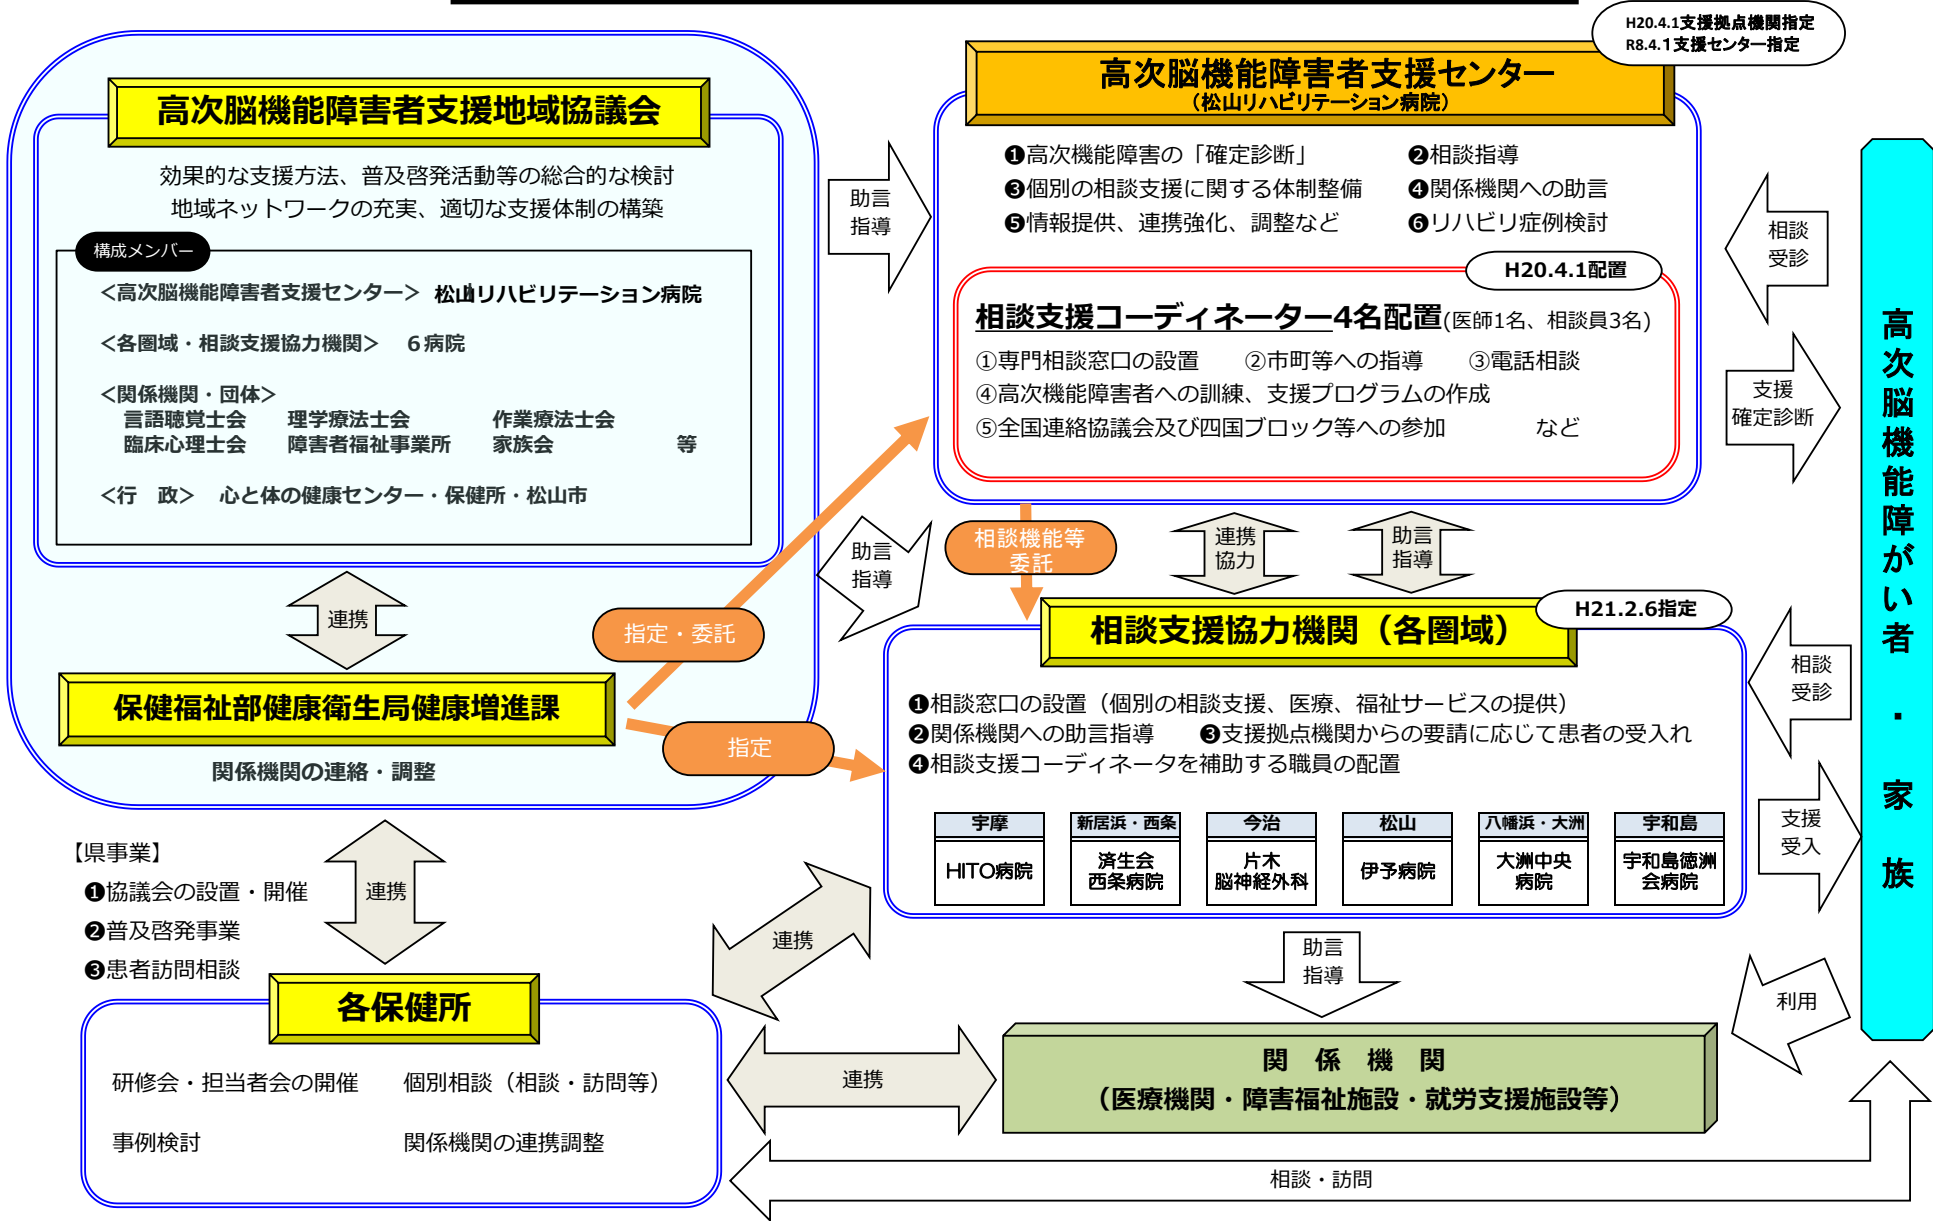 H20.4.1支援拠点機関指定
R8.4.1支援センター指定
高次脳機能障害者支援地域協議会
効果的な支援方法、普及啓発活動等の総合的な検討
地域ネットワークの充実、適切な支援体制の構築
構成メンバー
<高次脳機能障害者支援センター> 松山リハビリテーション病院
<各圏域・相談支援協力機関> 6病院
<関係機関・団体>
言語聴覚士会 理学療法士会 作業療法士会
臨床心理士会 障害者福祉事業所 家族会 等
<行 政> 心と体の健康センター・保健所・松山市
連携
保健福祉部健康衛生局健康増進課
関係機関の連絡・調整
助言
指導
高次脳機能障害者支援センター
(松山リハビリテーション病院)
❶高次機能障害の「確定診断」 ❷相談指導
❸個別の相談支援に関する体制整備 ❹関係機関への助言
❺情報提供、連携強化、調整など ❻リハビリ症例検討
H20.4.1配置
相談支援コーディネーター4名配置(医師1名、相談員3名)
①専門相談窓口の設置 ②市町等への指導 ③電話相談
④高次機能障害者への訓練、支援プログラムの作成
⑤全国連絡協議会及び四国ブロック等への参加 など
相談
受診
支援
確定診断
高次脳機能障がい者・家族
助言
指導
相談機能等
委託
連携
協力
助言
指導
指定・委託
指定
相談支援協力機関(各圏域)
H21.2.6指定
❶相談窓口の設置(個別の相談支援、医療、福祉サービスの提供)
❷関係機関への助言指導 ❸支援拠点機関からの要請に応じて患者の受入れ
❹相談支援コーディネータを補助する職員の配置
宇摩 新居浜・西条 今治 松山 八幡浜・大洲 宇和島
HITO病院
済生会
西条病院
片木
脳神経外科
伊予病院
大洲中央
病院
宇和島徳洲
会病院
相談
受診
支援
受入
【県事業】
❶協議会の設置・開催
❷普及啓発事業
❸患者訪問相談
連携
連携
助言
指導
利用
各保健所
研修会・担当者会の開催 個別相談(相談・訪問等)
事例検討 関係機関の連携調整
連携
関 係 機 関
(医療機関・障害福祉施設・就労支援施設等)
相談・訪問